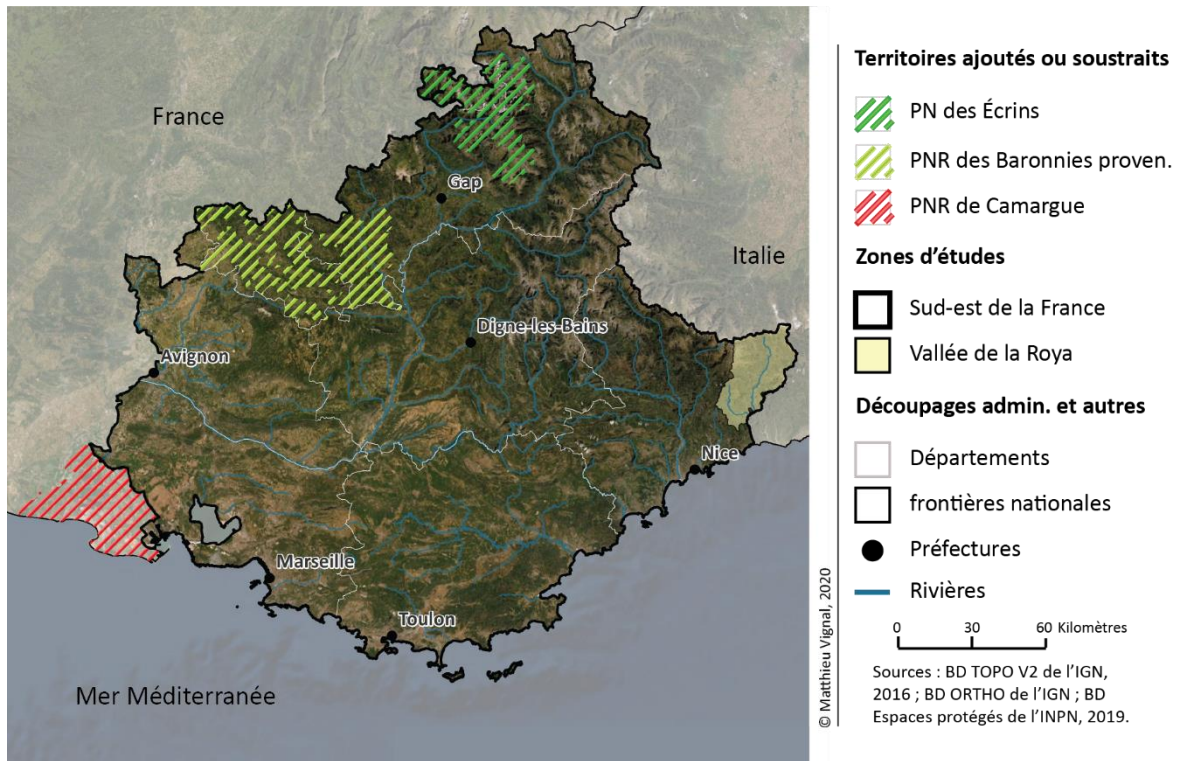 France
Gap
Italie
Digne-les-Bains
Avignon
Nice
Marseille
Toulon
Mer Méditerranée
© Matthieu Vignal, 2020
Territoires ajoutés ou soustraits
PN des Écrins
PNR des Baronnies proven.
PNR de Camargue
Zones d’études
Sud-est de la France
Vallée de la Roya
Découpages admin. et autres
Départements
frontières nationales
Préfectures
Rivières
0 30 60 Kilomètres
Sources : BD TOPO V2 de l’IGN,
2016 ; BD ORTHO de l’IGN ; BD
Espaces protégés de l’INPN, 2019.